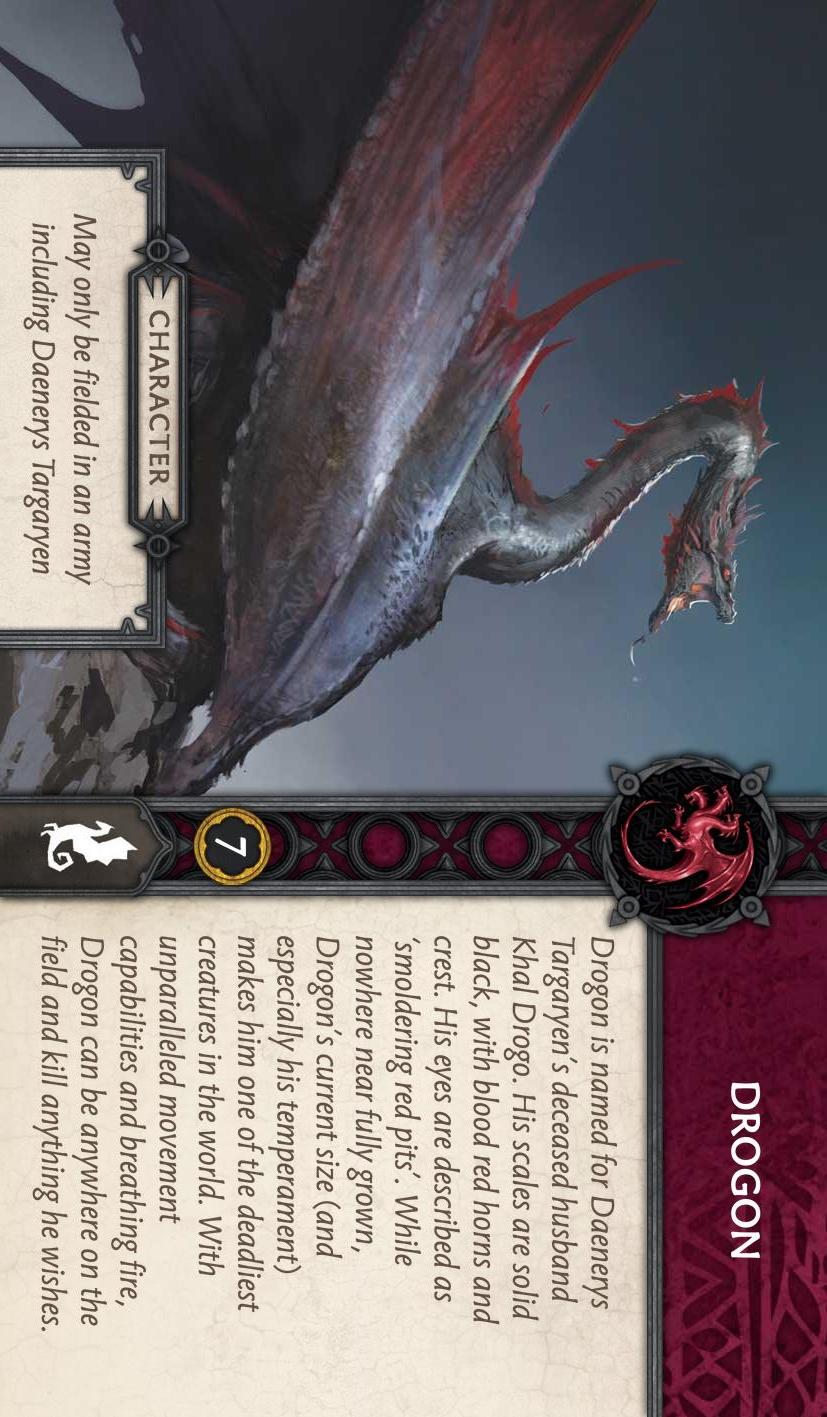 DROGON
Drogon is named for Daenerys
Targaryen's deceased husband
Khal Drogo. His scales are solid
black, with blood red horns and
crest. His eyes are described as
'smoldering red pits'. While
nowhere near fully grown,
Drogon's current size (and
especially his temperament)
makes him one of the deadliest
creatures in the world. With
unparalleled movement
capabilities and breathing fire,
Drogon can be anywhere on the
field and kill anything he wishes.
7
CHARACTER
May only be fielded in an army
including Daenerys Targaryen